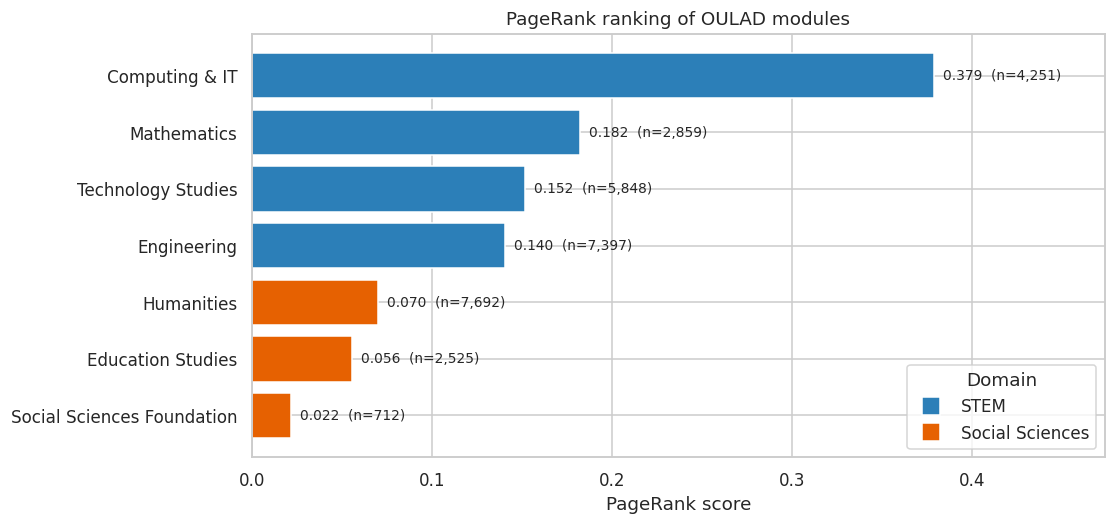 PageRank ranking of OULAD modules
Computing & IT
0.379 (n=4,251)
Mathematics
0.182 (n=2,859)
Technology Studies
0.152 (n=5,848)
Engineering
0.140 (n=7,397)
Humanities
0.070 (n=7,692)
Education Studies
0.056 (n=2,525)
Social Sciences Foundation
0.022 (n=712)
Domain
STEM
Social Sciences
0.0 0.1 0.2 0.3 0.4
PageRank score